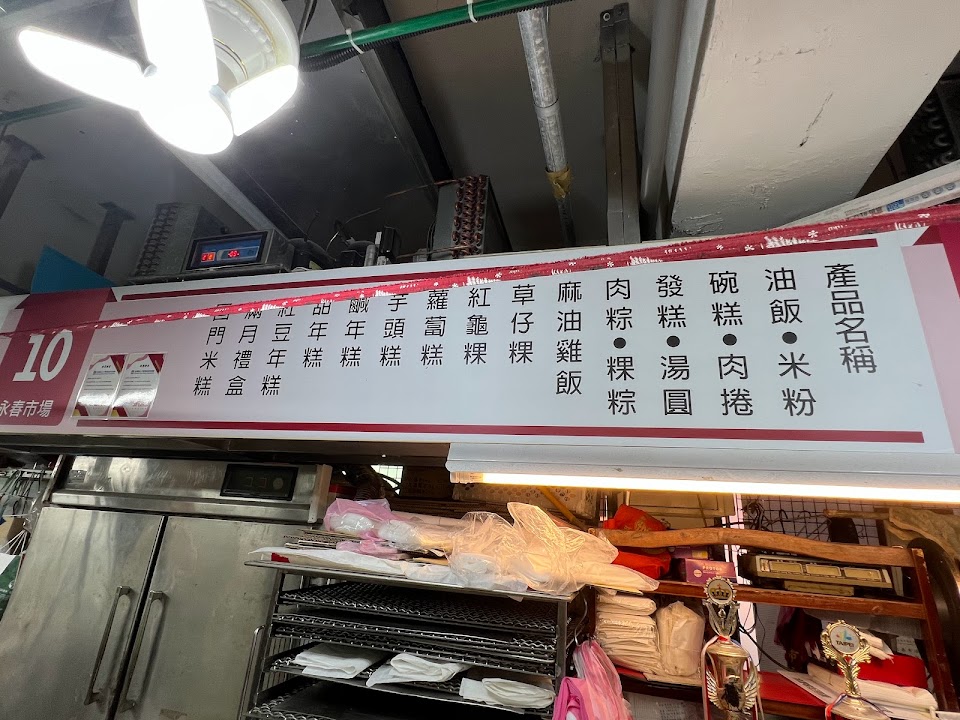 產品名稱
油飯•米粉
碗糕•肉捲
發糕•湯圓
肉粽•粿粽
麻油雞飯
草仔粿
紅龜粿
蘿蔔糕
芋頭糕
鹹年糕
甜年糕
紅豆年糕
滿月禮盒
門米糕
10
永春市場
TAIPEI